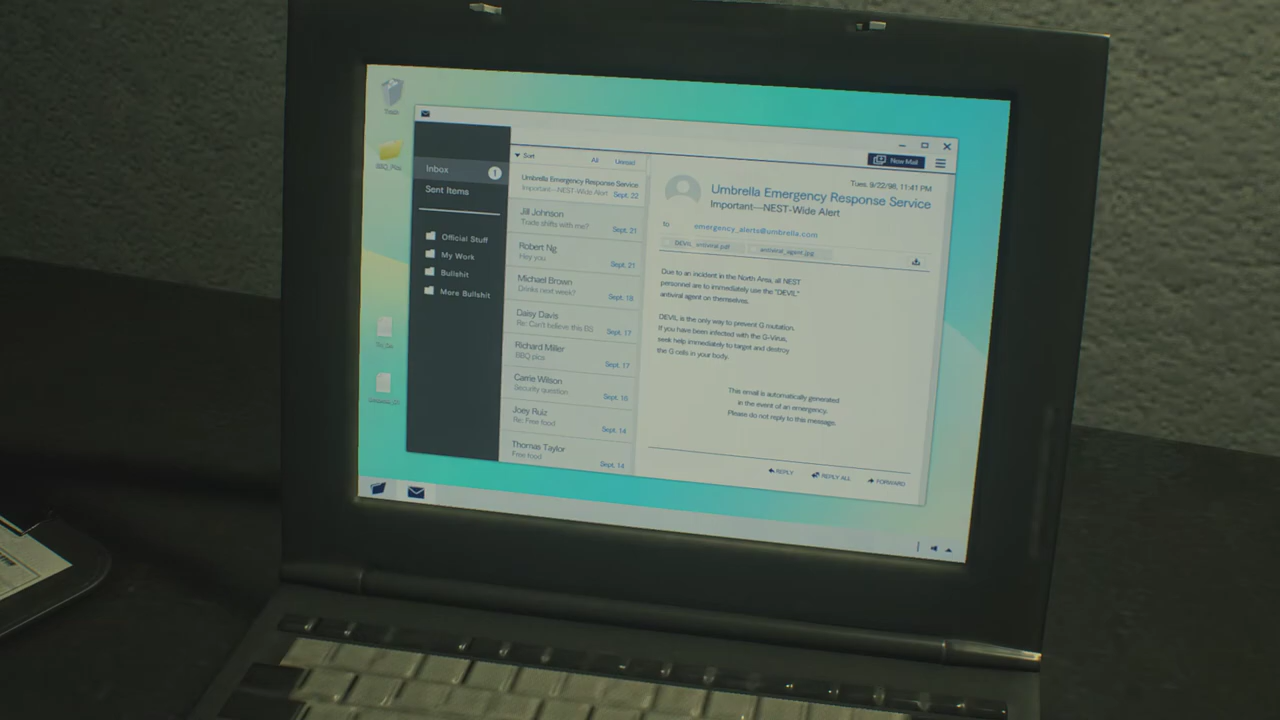 Trash
BBQ_Pics
Inbox
1
Sent Items
Official Stuff
My Work
Bullshit
More Bullshit
Sort
All
Unread
Umbrella Emergency Response Service
Important—NEST-Wide Alert
Sept. 22
Jill Johnson
Trade shifts with me?
Sept. 21
Robert Ng
Hey you
Sept. 21
Michael Brown
Drinks next week?
Sept. 18
Daisy Davis
Re: Can't believe this BS
Sept. 17
Richard Miller
BBQ pics
Sept. 17
Carrie Wilson
Security question
Sept. 16
Joey Ruiz
Re: Free food
Sept. 14
Thomas Taylor
Free food
Sept. 14
New Mail
Tues. 9/22/98, 11:41 PM
Umbrella Emergency Response Service
Important—NEST-Wide Alert
to emergency_alerts@umbrella.com
DEVIL_antiviral.pdf antiviral_agent.jpg
Due to an incident in the North Area, all NEST
personnel are to immediately use the "DEVIL"
antiviral agent on themselves.
DEVIL is the only way to prevent G mutation.
If you have been infected with the G-Virus,
seek help immediately to target and destroy
the G cells in your body.
This email is automatically generated
in the event of an emergency.
Please do not reply to this message.
REPLY
REPLY ALL
FORWARD